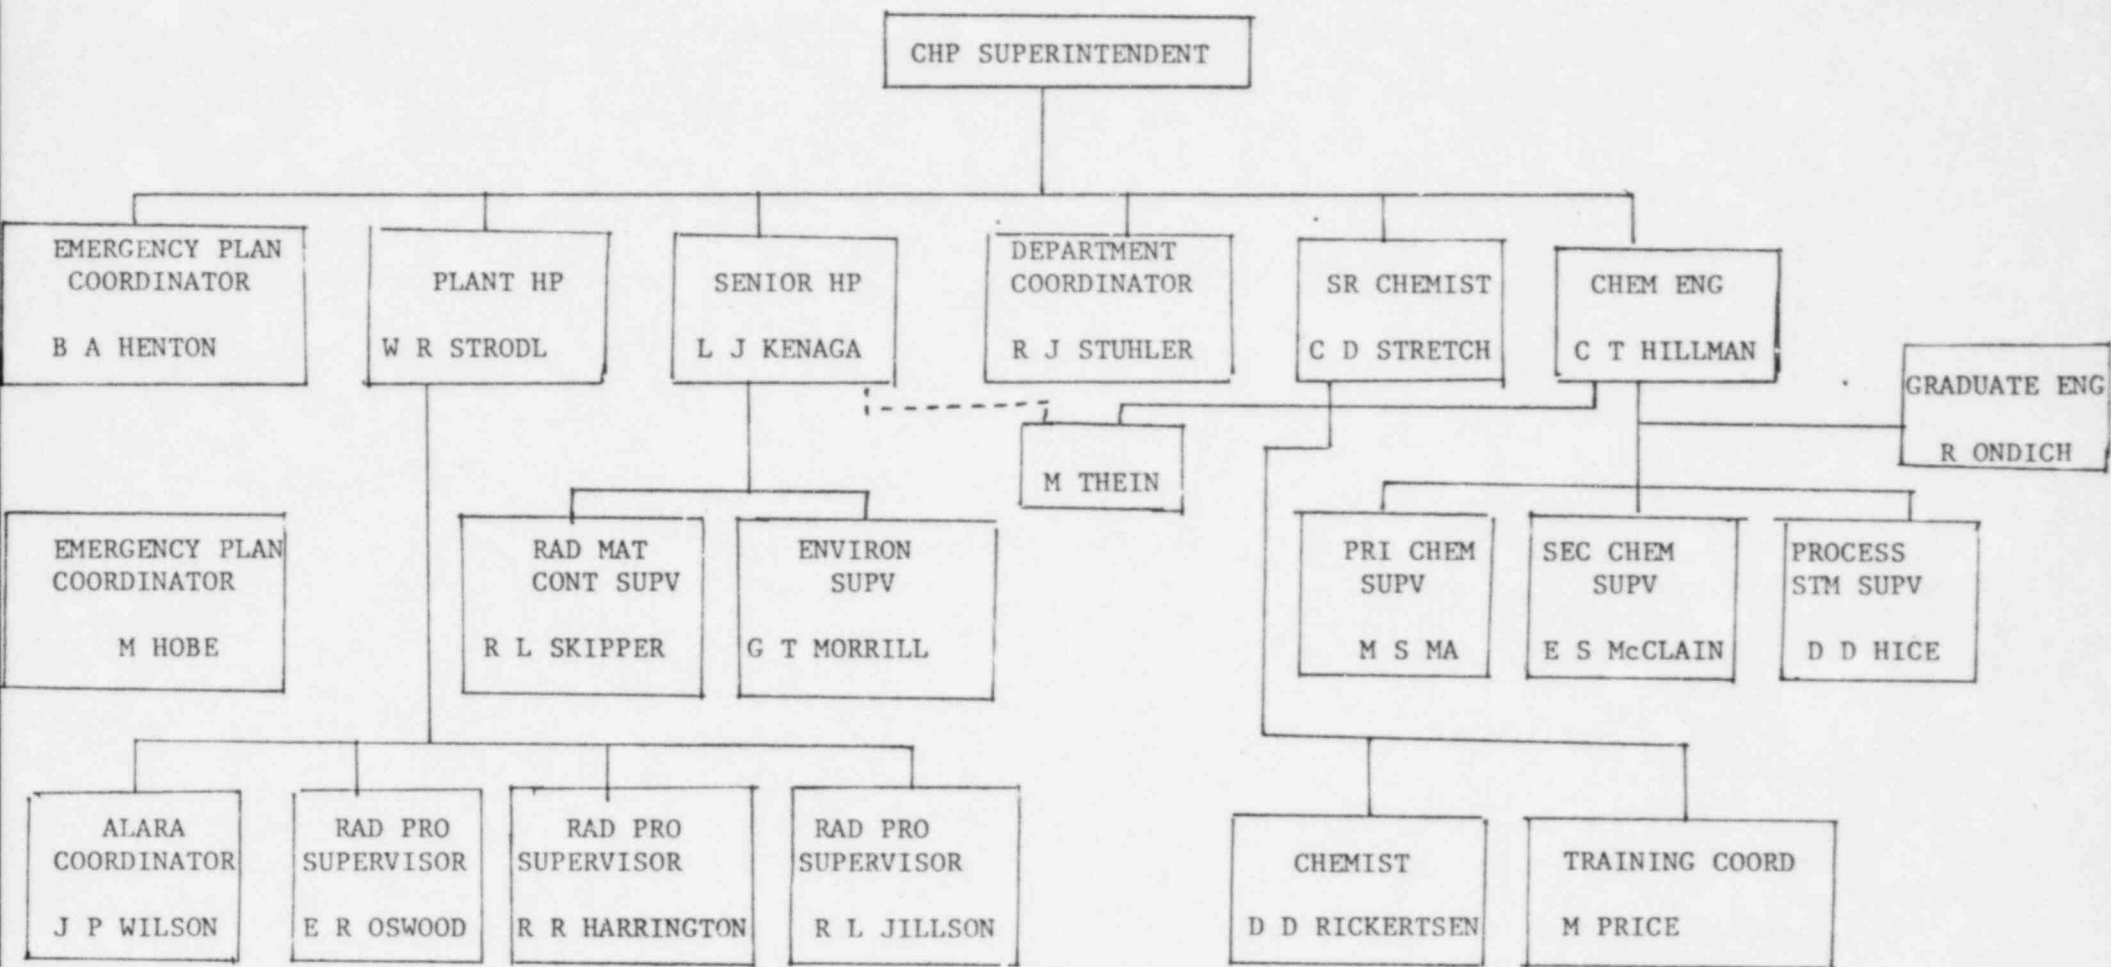 CHP SUPERINTENDENT
EMERGENCY PLAN
COORDINATOR
B A HENTON
PLANT HP
W R STRODL
SENIOR HP
L J KENAGA
DEPARTMENT
COORDINATOR
R J STUHLER
SR CHEMIST
C D STRETCH
CHEM ENG
C T HILLMAN
GRADUATE ENG
R ONDICH
M THEIN
EMERGENCY PLAN
COORDINATOR
M HOBE
RAD MAT
CONT SUPV
R L SKIPPER
ENVIRON
SUPV
G T MORRILL
PRI CHEM
SUPV
M S MA
SEC CHEM
SUPV
E S McCLAIN
PROCESS
STM SUPV
D D HICE
ALARA
COORDINATOR
J P WILSON
RAD PRO
SUPERVISOR
E R OSWOOD
RAD PRO
SUPERVISOR
R R HARRINGTON
RAD PRO
SUPERVISOR
R L JILLSON
CHEMIST
D D RICKERTSEN
TRAINING COORD
M PRICE